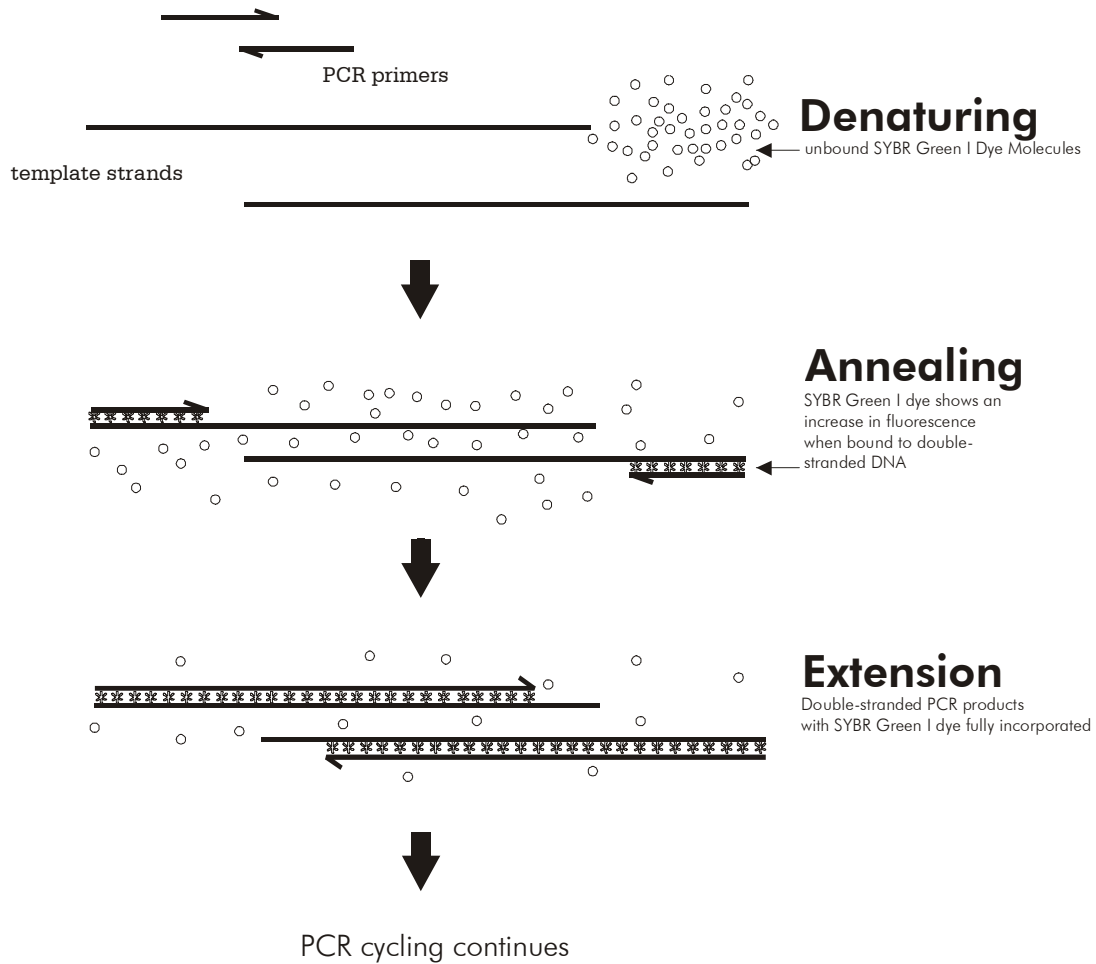 PCR primers
Denaturing
unbound SYBR Green I Dye Molecules
template strands
Annealing
SYBR Green I dye shows an
increase in fluorescence
when bound to double-
stranded DNA
Extension
Double-stranded PCR products
with SYBR Green I dye fully incorporated
PCR cycling continues